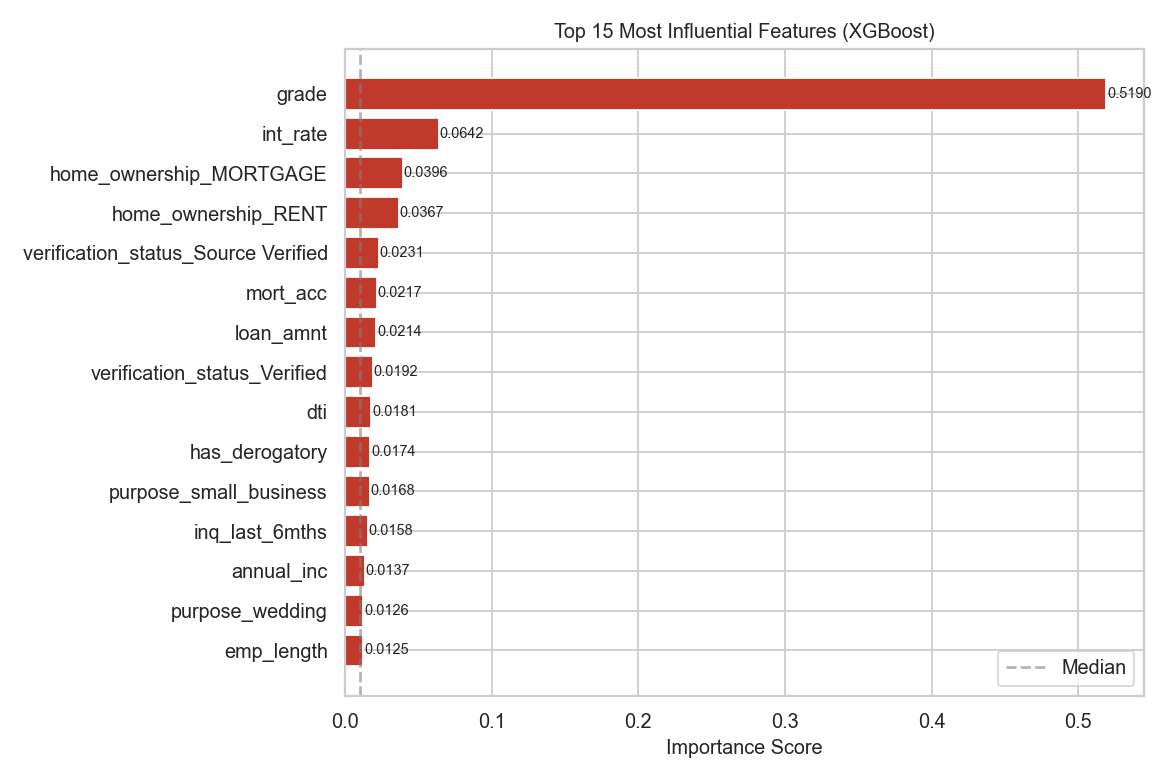 Top 15 Most Influential Features (XGBoost)
grade 0.5190
int_rate 0.0642
home_ownership_MORTGAGE 0.0396
home_ownership_RENT 0.0367
verification_status_Source Verified 0.0231
mort_acc 0.0217
loan_amnt 0.0214
verification_status_Verified 0.0192
dti 0.0181
has_derogatory 0.0174
purpose_small_business 0.0168
inq_last_6mths 0.0158
annual_inc 0.0137
purpose_wedding 0.0126
emp_length 0.0125
Median
0.0 0.1 0.2 0.3 0.4 0.5
Importance Score